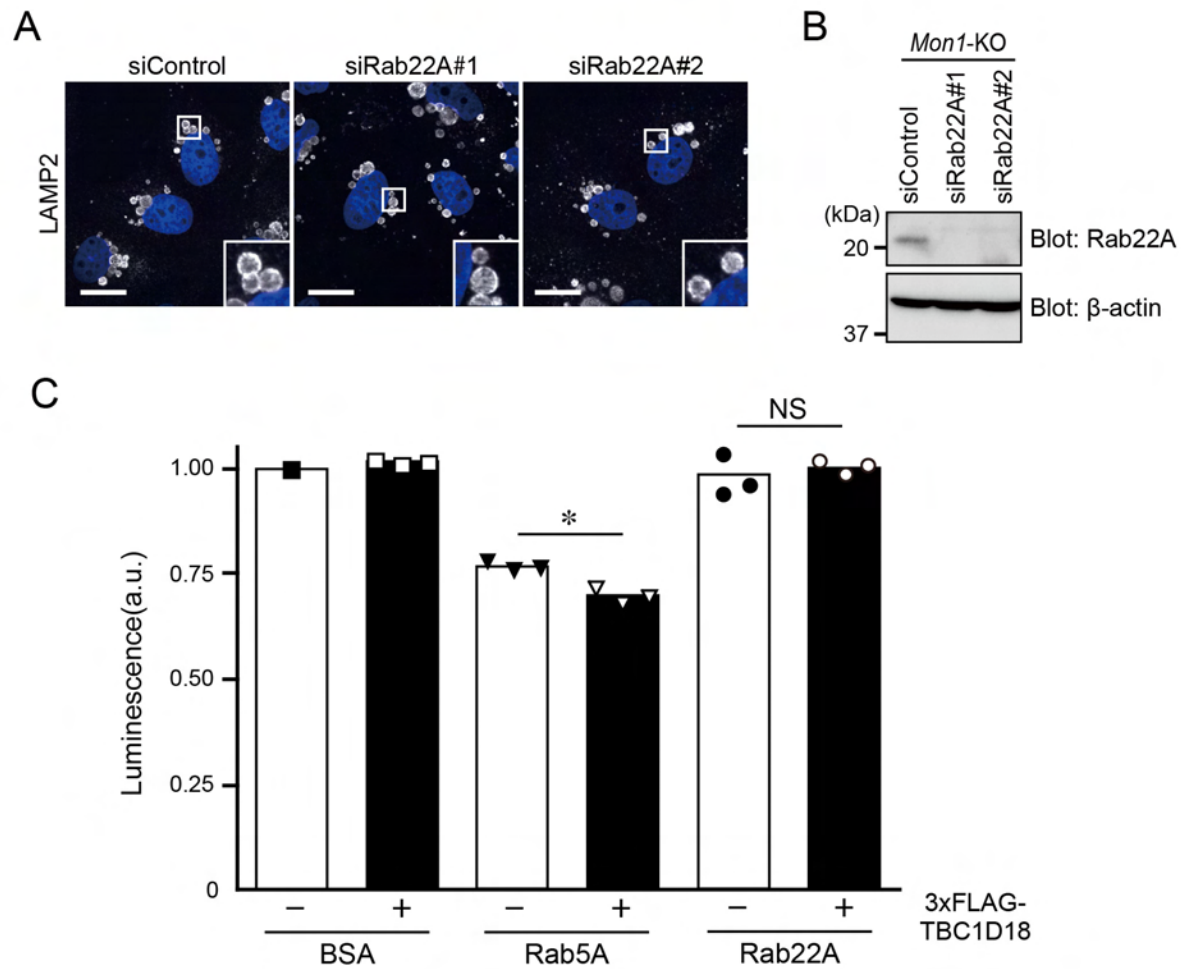 A
siControl
siRab22A#1
siRab22A#2
LAMP2
B
Mon1-KO
siControl
siRab22A#1
siRab22A#2
(kDa)
20
Blot: Rab22A
37
Blot: β-actin
C
NS
*
1.00
0.75
0.50
0.25
0
Luminescence(a.u.)
− + − + − +
3xFLAG-
TBC1D18
BSA
Rab5A
Rab22A